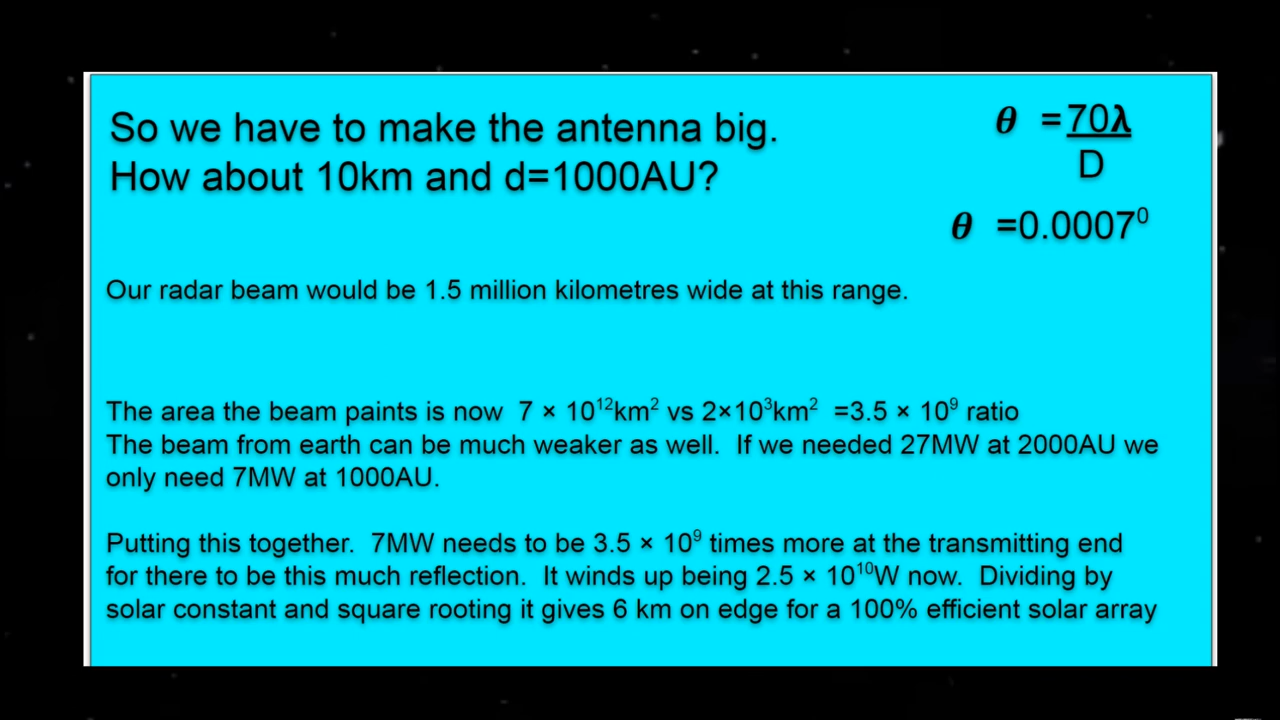 So we have to make the antenna big.
How about 10km and d=1000AU?
𝜽 =70λ
D
𝜽 =0.0007⁰
Our radar beam would be 1.5 million kilometres wide at this range.
The area the beam paints is now 7 × 10¹²km² vs 2×10³km² =3.5 × 10⁹ ratio
The beam from earth can be much weaker as well. If we needed 27MW at 2000AU we
only need 7MW at 1000AU.
Putting this together. 7MW needs to be 3.5 × 10⁹ times more at the transmitting end
for there to be this much reflection. It winds up being 2.5 × 10¹⁰W now. Dividing by
solar constant and square rooting it gives 6 km on edge for a 100% efficient solar array